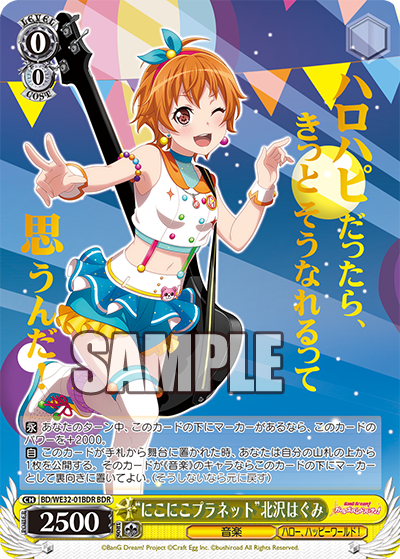 LEVEL
0
0
COST
ハロハピだったら、
きっとそうなれるって
思うんだ!
SAMPLE
永 あなたのターン中、このカードの下にマーカーがあるなら、このカードの
パワーを+2000。
自 このカードが手札から舞台に置かれた時、あなたは自分の山札の上から
1枚を公開する。そのカードが《音楽》のキャラならこのカードの下にマーカー
として裏向きに置いてよい。(そうしないなら元に戻す)
CH BD/WE32-01BDR BDR
2500
"にこにこプラネット"北沢はぐみ
BanG Dream!
音楽
ハロー、ハッピーワールド!
©BanG Dream! Project ©Craft Egg Inc. ©bushiroad All Rights Reserved.